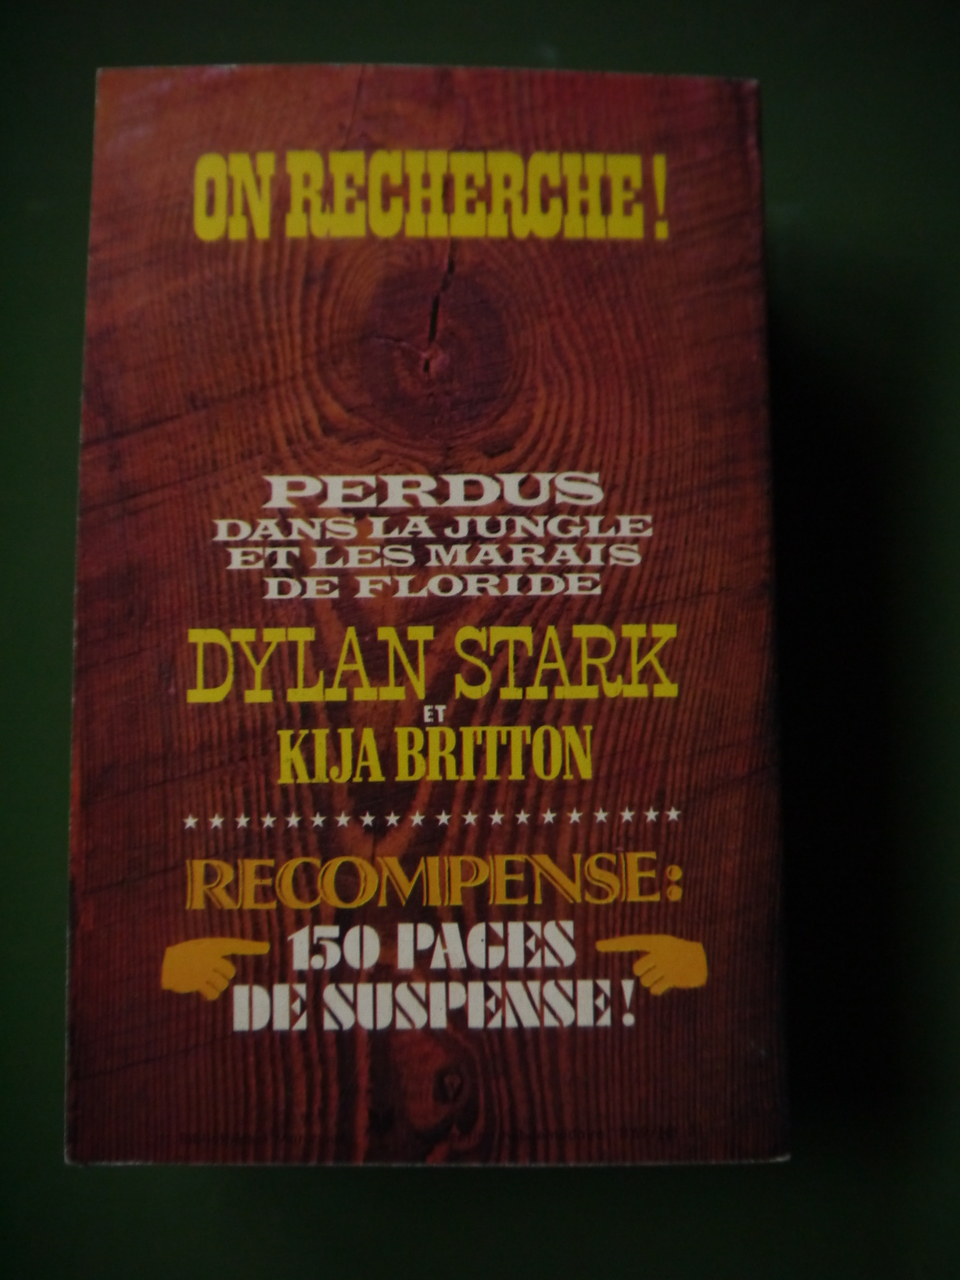 ON RECHERCHE!
PERDUS
DANS LA JUNGLE
ET LES MARAIS
DE FLORIDE
DYLAN STARK
ET
KIJA BRITTON
RECOMPENSE:
150 PAGES
DE SUSPENSE!